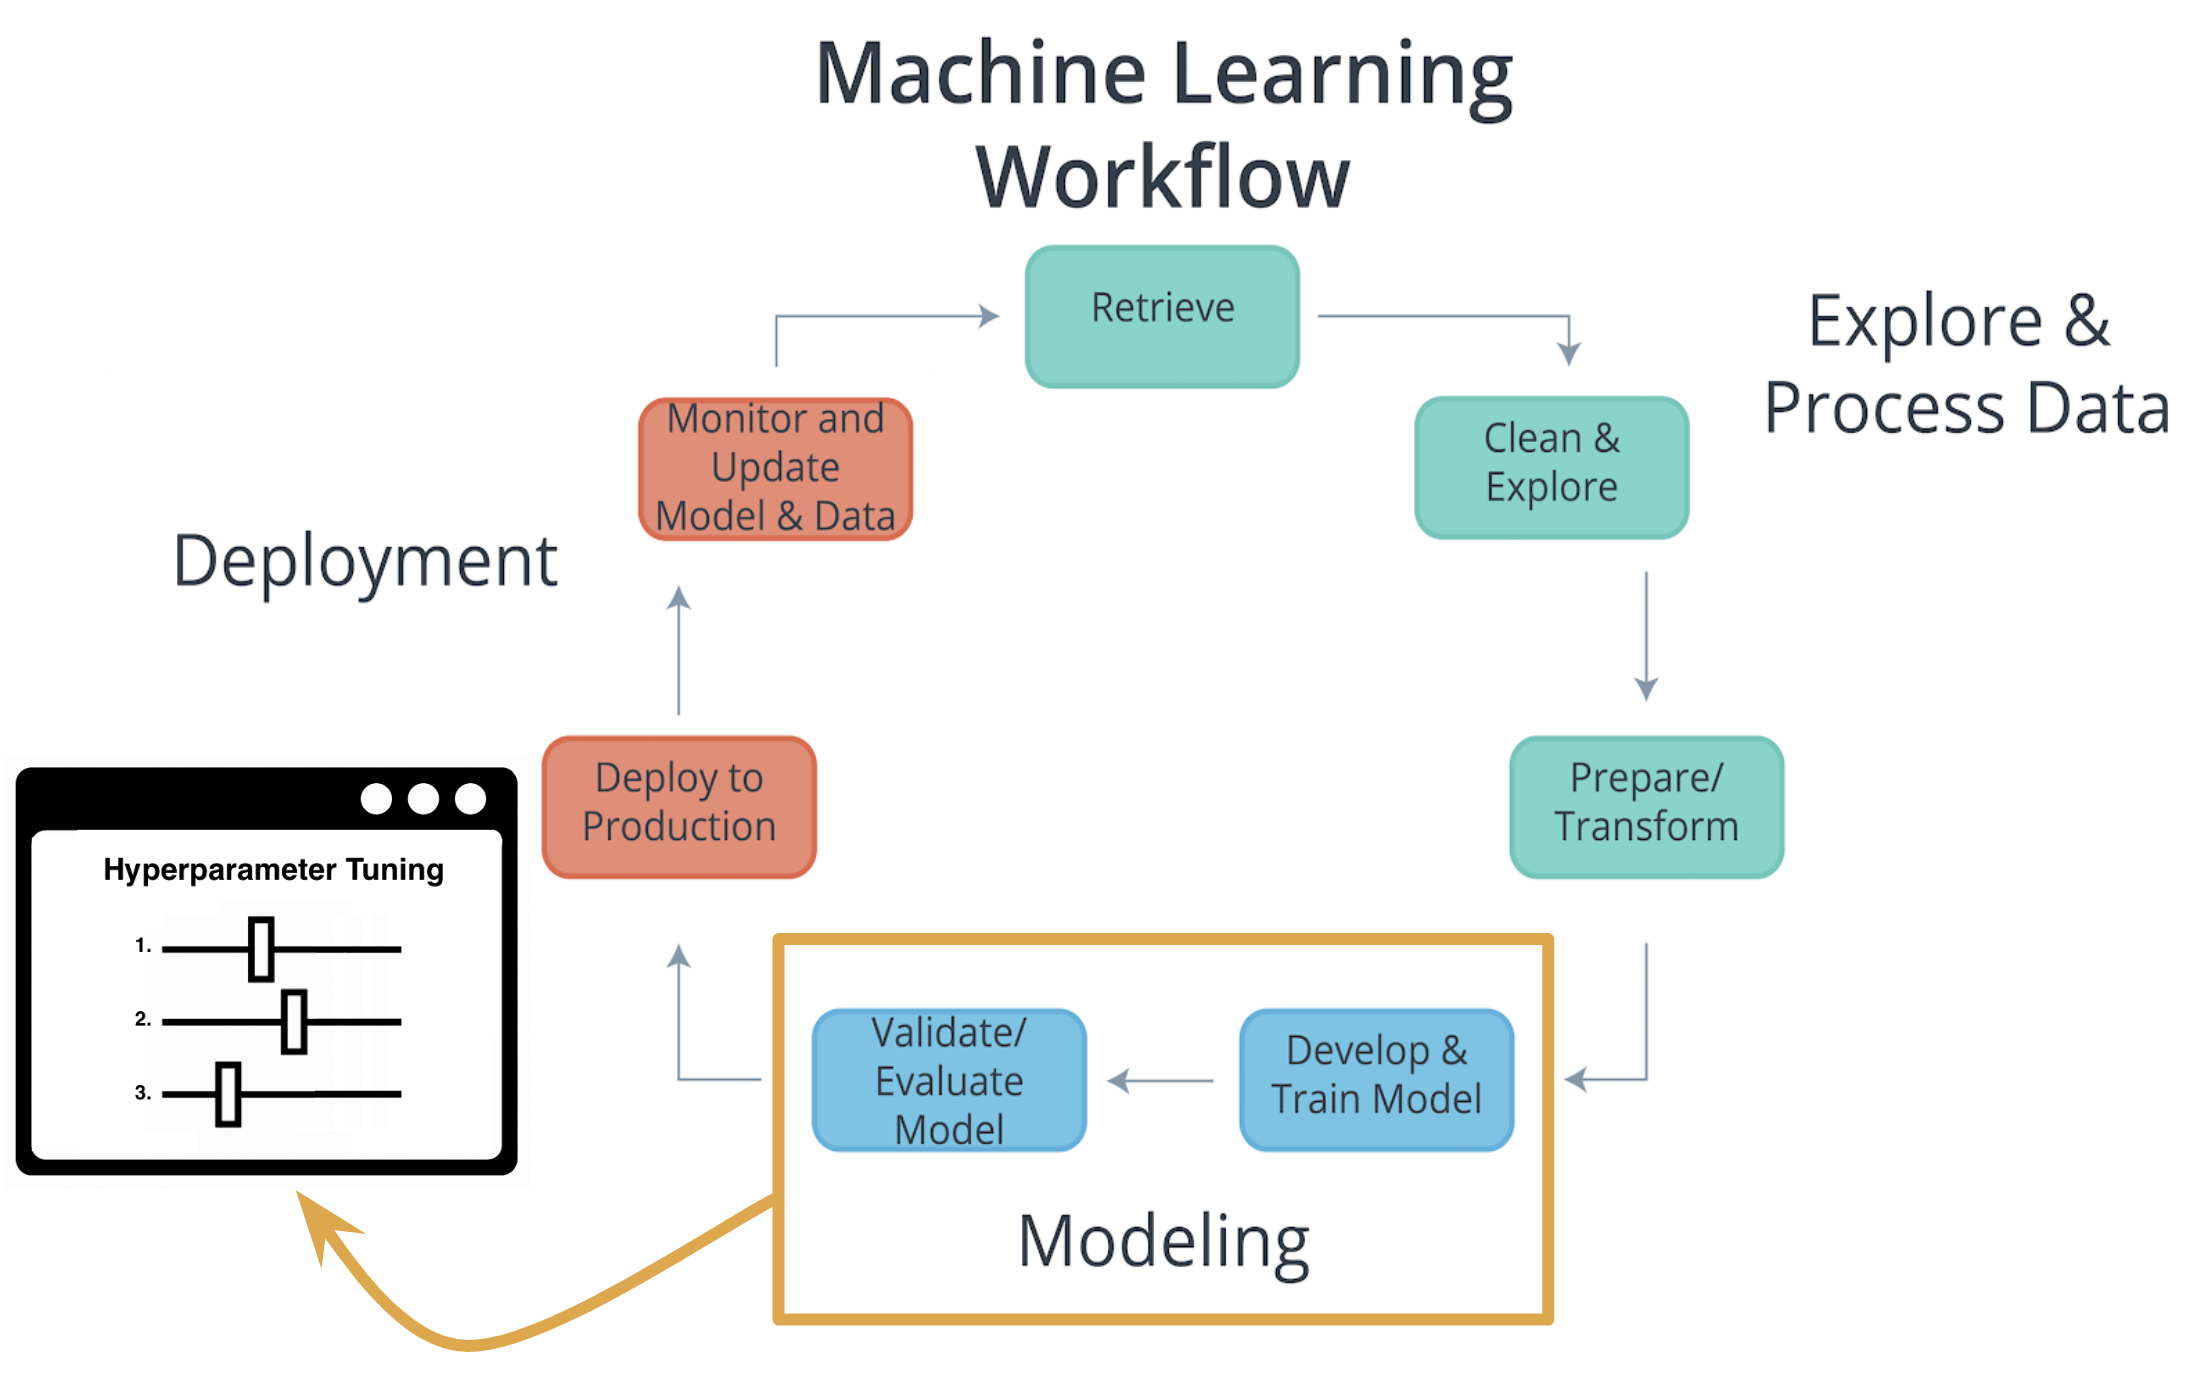 Machine Learning
Workflow
Retrieve
Explore &
Process Data
Clean &
Explore
Prepare/
Transform
Develop &
Train Model
Validate/
Evaluate
Model
Modeling
Deploy to
Production
Monitor and
Update
Model & Data
Deployment
Hyperparameter Tuning
1.
2.
3.